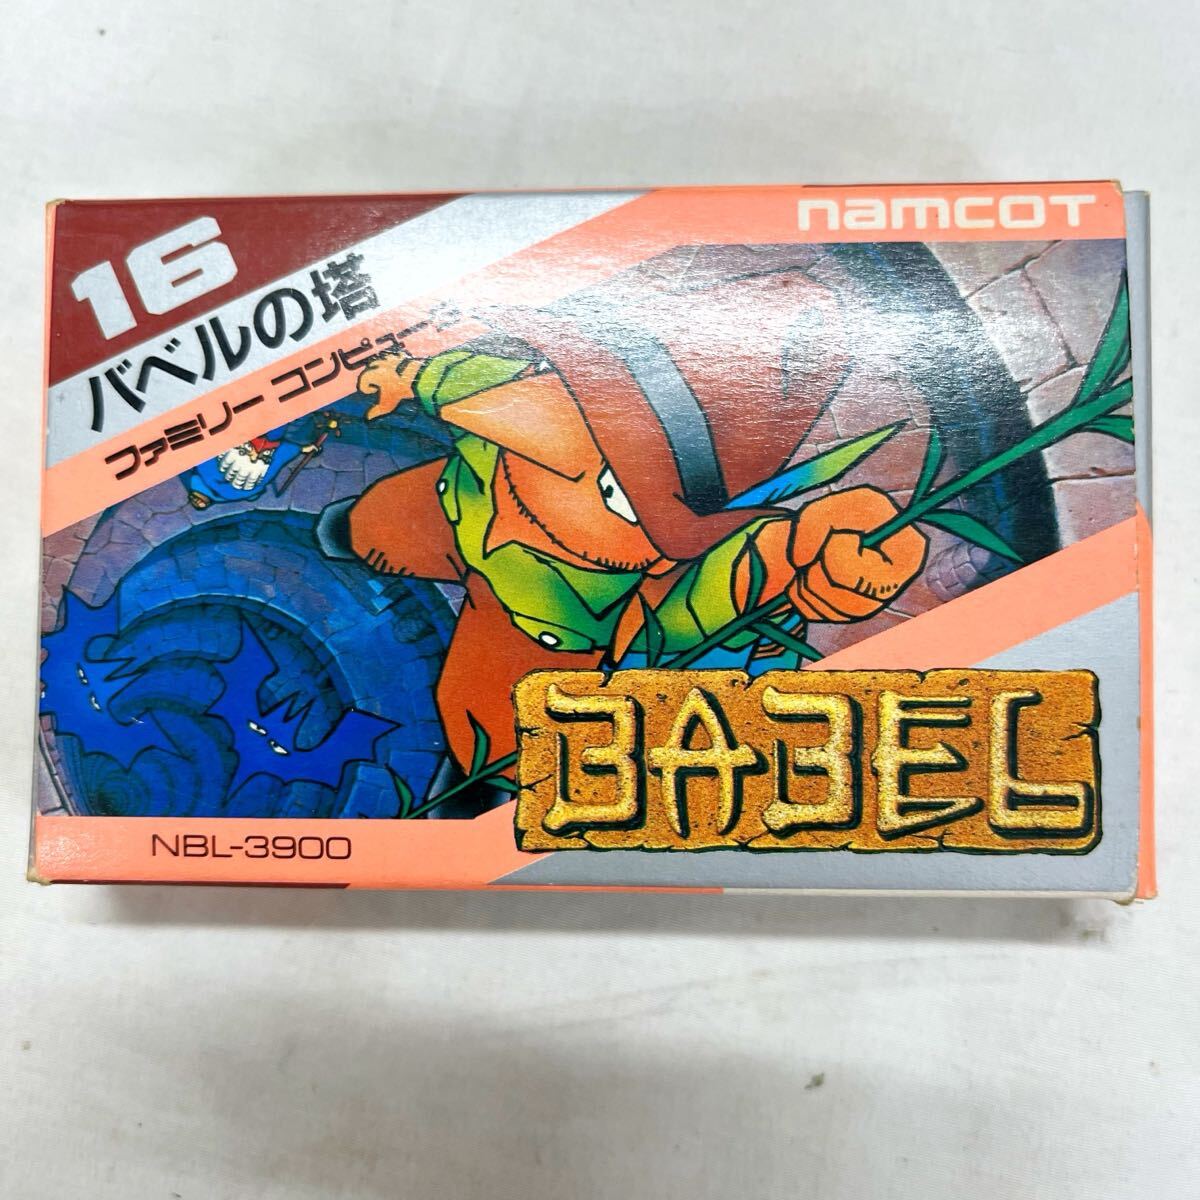 namcot
16
バベルの塔
ファミリー コンピュータ
BABEL
NBL-3900